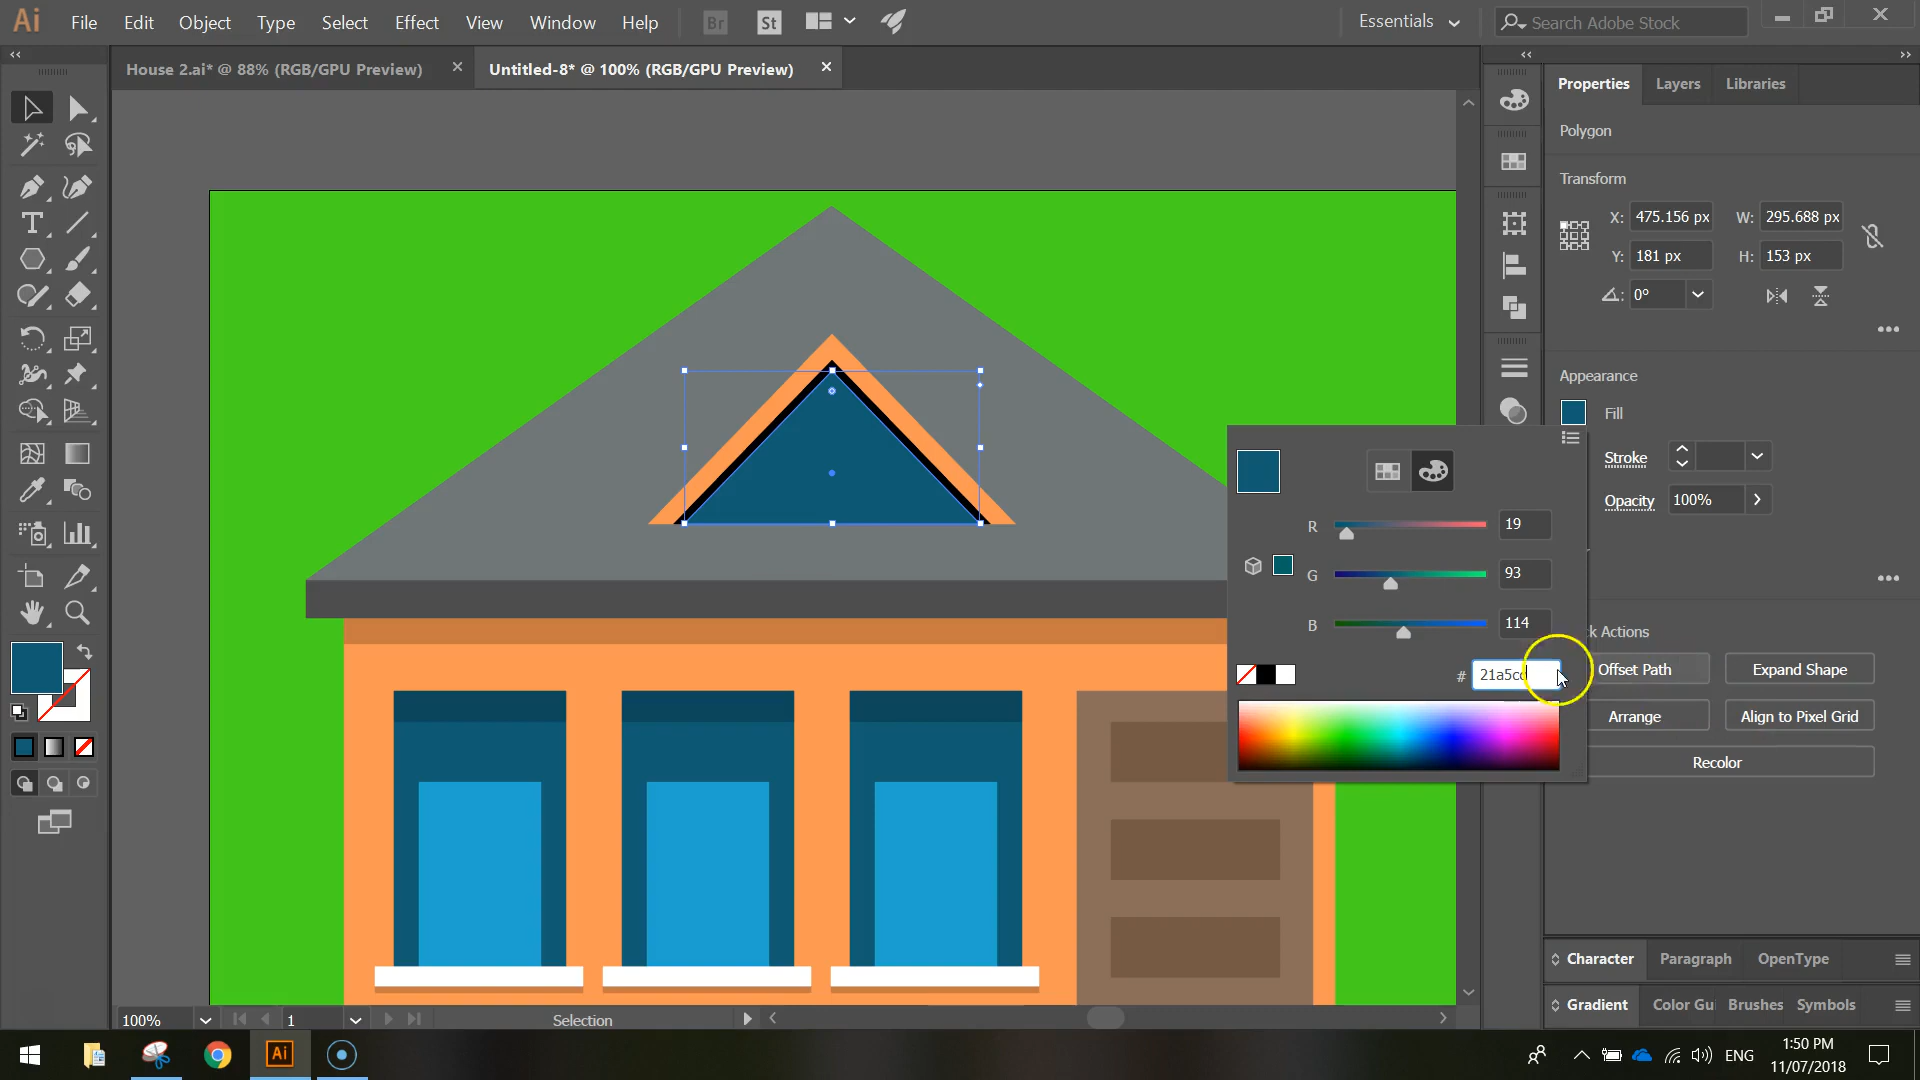 Ai File Edit Object Type Select Effect View Window Help Br St Essentials Search Adobe Stock
House 2.ai* @ 88% (RGB/GPU Preview) Untitled-8* @ 100% (RGB/GPU Preview)
Properties Layers Libraries
Polygon
Transform
X: 475.156 px W: 295.688 px
Y: 181 px H: 153 px
0°
Appearance
Fill
Stroke
Opacity 100%
R 19
G 93
B 114
# 21a5cd
k Actions
Offset Path Expand Shape
Arrange Align to Pixel Grid
Recolor
Character Paragraph OpenType
Gradient Color Gui Brushes Symbols
100% 1 Selection
Ai ENG 1:50 PM
11/07/2018